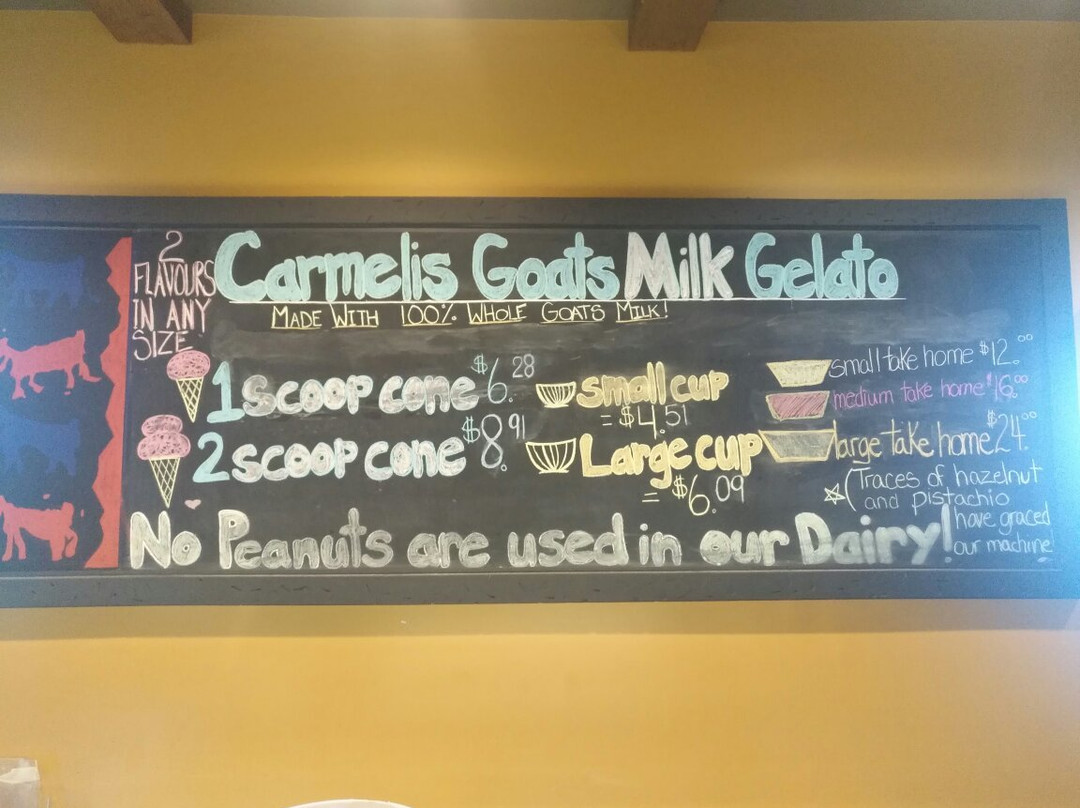 2
FLAVOURS
IN ANY
SIZE
Carmelis Goats Milk Gelato
MADE WITH 100% WHOLE GOATS MILK!
1 scoop cone $6.28
2 scoop cone $8.91
small cup
= $4.51
Large cup
= $6.09
small take home $12.00
medium take home $16.00
large take home $24.00
(Traces of hazelnut
and pistachio
have graced
our machine!
No Peanuts are used in our Dairy!